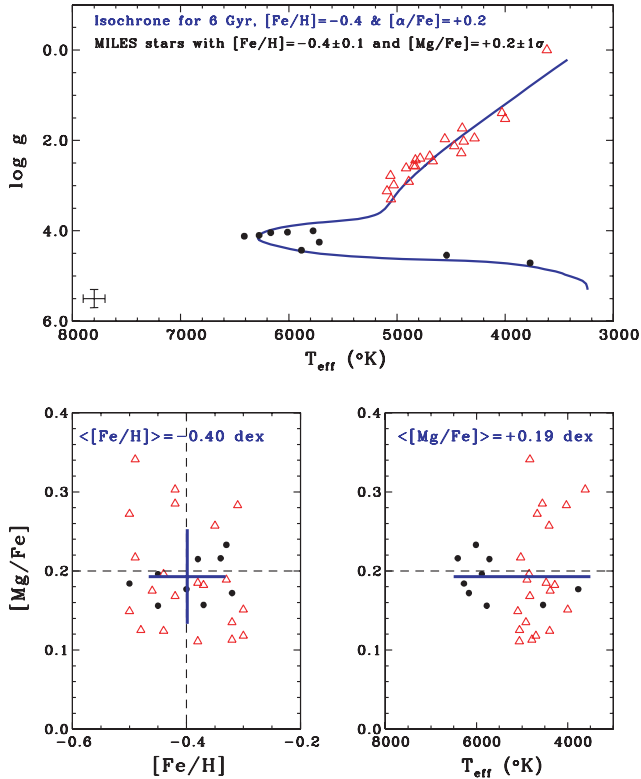 Isochrone for 6 Gyr, [Fe/H]=-0.4 & [α/Fe]=+0.2
MILES stars with [Fe/H]=-0.4±0.1 and [Mg/Fe]=+0.2±1σ
0.0
2.0
4.0
6.0
log g
8000 7000 6000 5000 4000 3000
T_eff (°K)
<[Fe/H]>=-0.40 dex
0.4
0.3
0.2
0.1
0.0
[Mg/Fe]
-0.6 -0.4 -0.2
[Fe/H]
<[Mg/Fe]>=+0.19 dex
0.4
0.3
0.2
0.1
0.0
8000 6000 4000
T_eff (°K)